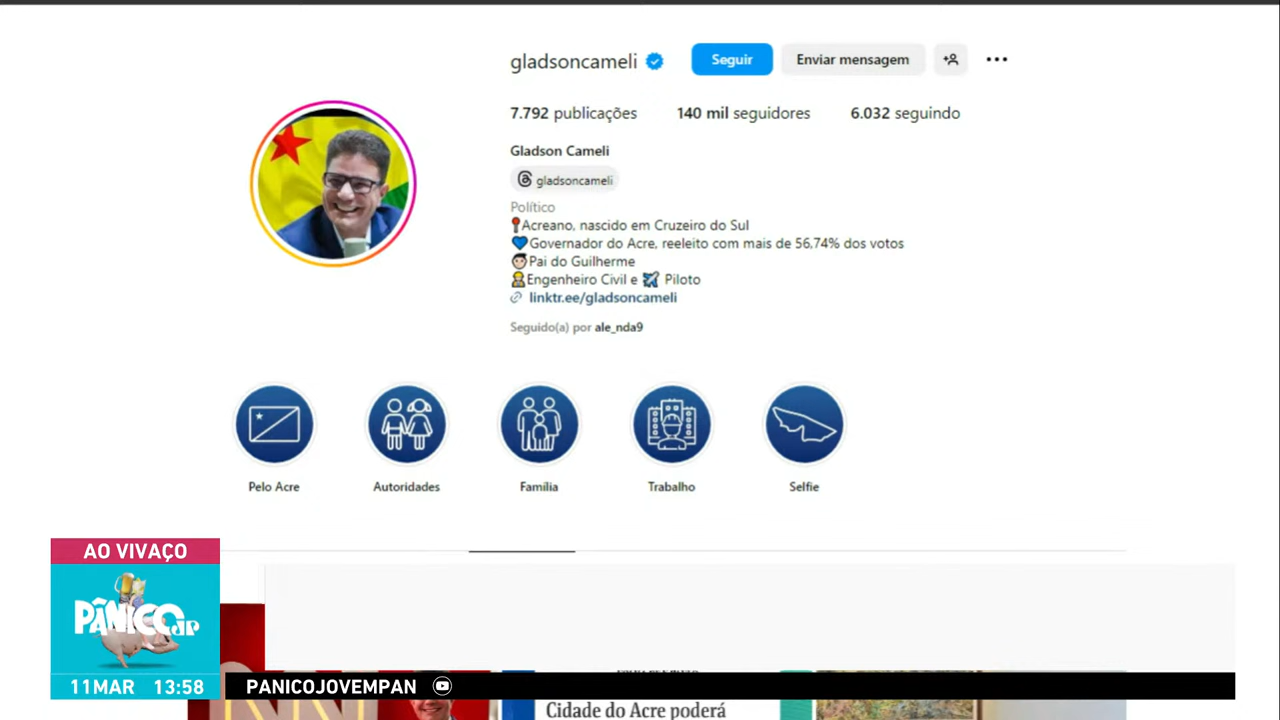 gladsoncameli
Seguir
Enviar mensagem
7.792 publicações
140 mil seguidores
6.032 seguindo
Gladson Cameli
gladsoncameli
Político
Acreano, nascido em Cruzeiro do Sul
Governador do Acre, reeleito com mais de 56,74% dos votos
Pai do Guilherme
Engenheiro Civil e Piloto
linktr.ee/gladsoncameli
Seguido(a) por ale_nda9
Pelo Acre
Autoridades
Família
Trabalho
Selfie
AO VIVAÇO
PÂNICO JP
11MAR 13:58
PANICOJOVEMPAN
Cidade do Acre poderá